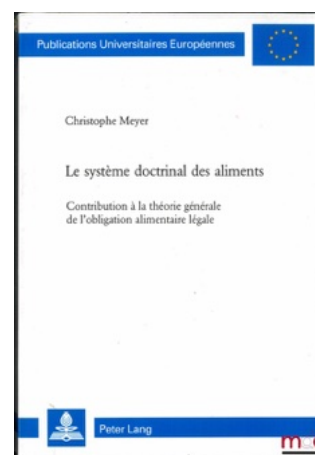 Publications Universitaires Européennes
Christophe Meyer
Le système doctrinal des aliments
Contribution à la théorie générale
de l'obligation alimentaire légale
Peter Lang